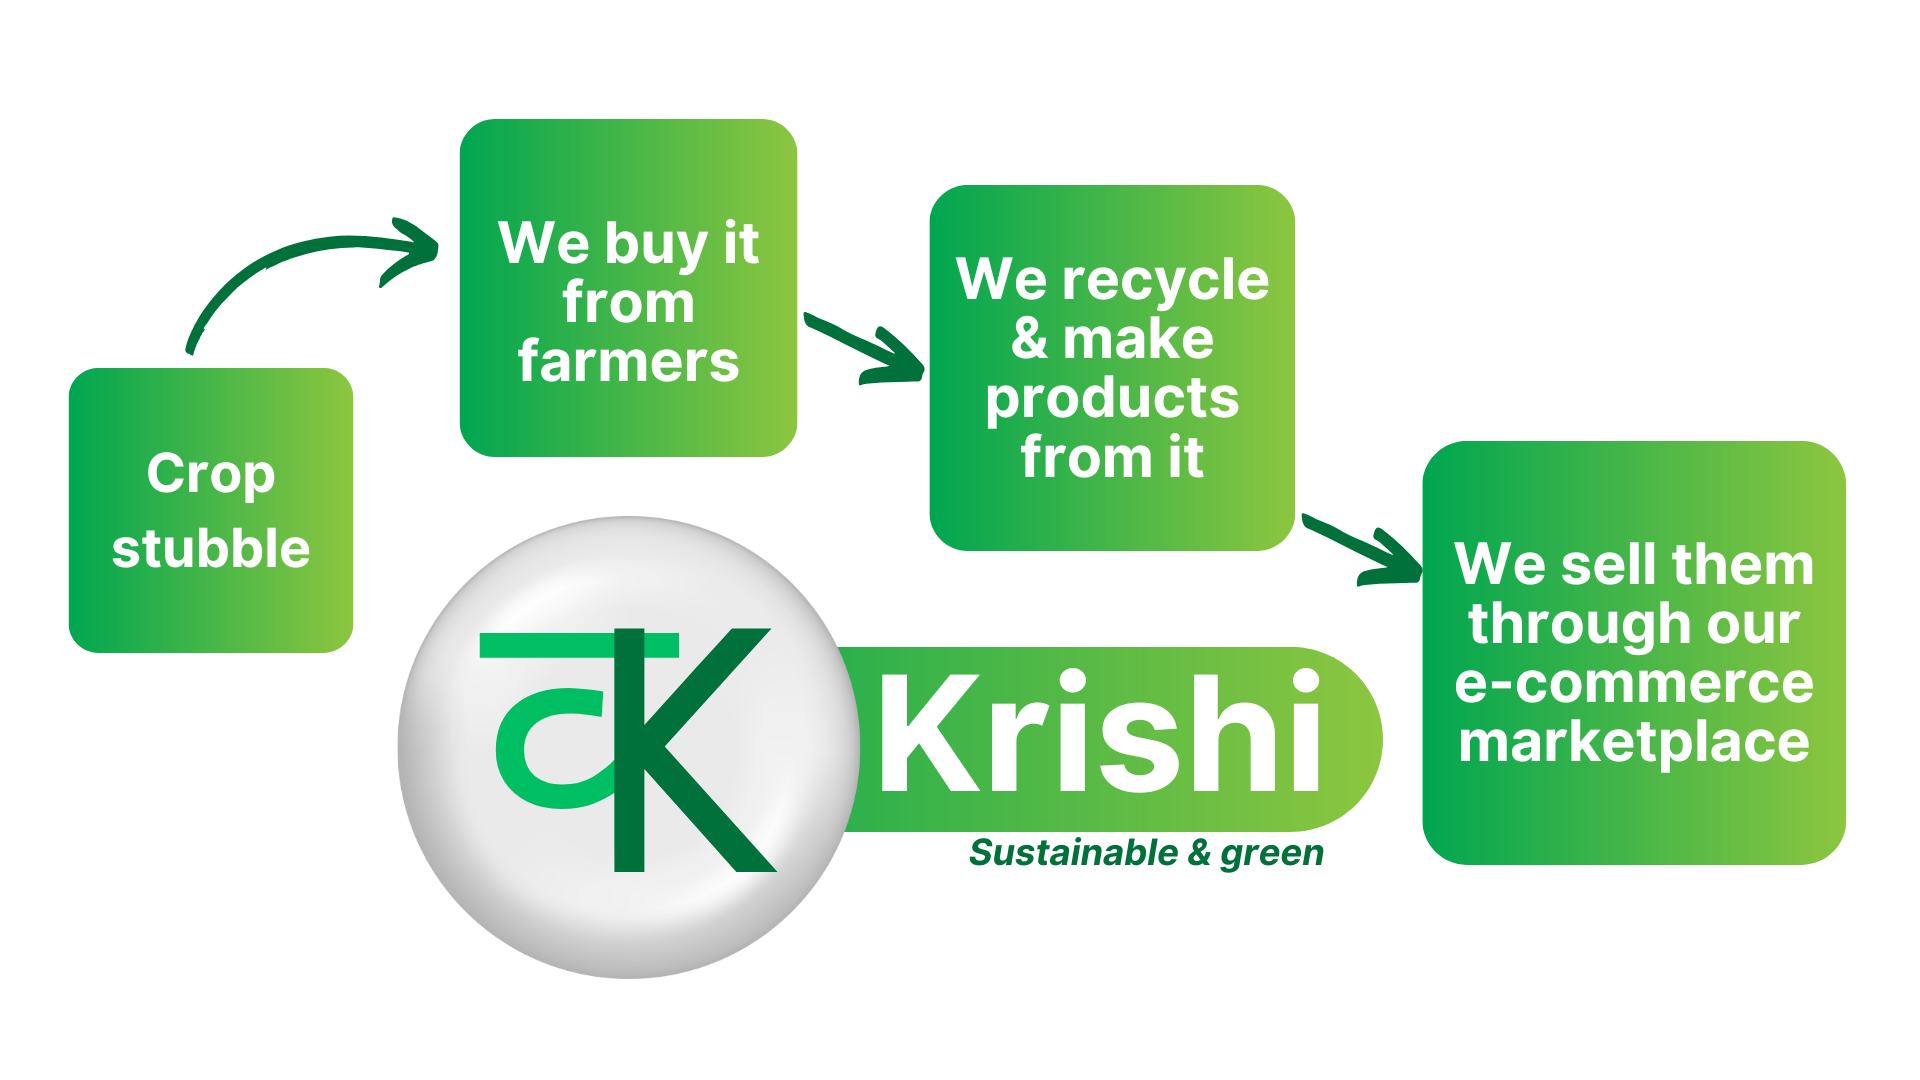 Crop
stubble
We buy it
from
farmers
We recycle
& make
products
from it
We sell them
through our
e-commerce
marketplace
क K
Krishi
Sustainable & green